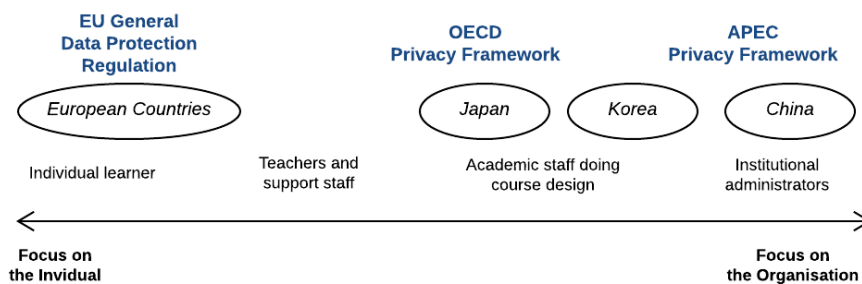 EU General
Data Protection
Regulation
OECD
Privacy Framework
APEC
Privacy Framework
European Countries
Japan
Korea
China
Individual learner
Teachers and
support staff
Academic staff doing
course design
Institutional
administrators
Focus on
the Invidual
Focus on
the Organisation